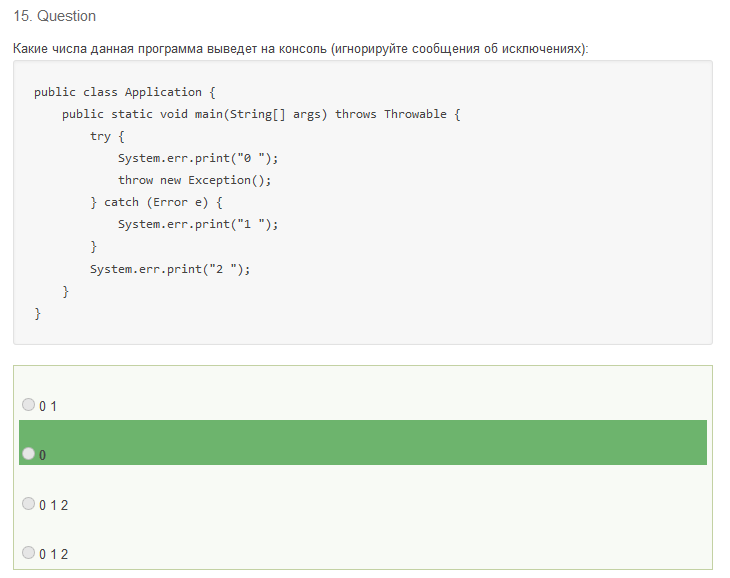 15. Question
Какие числа данная программа выведет на консоль (игнорируйте сообщения об исключениях):
public class Application {
    public static void main(String[] args) throws Throwable {
        try {
            System.err.print("0 ");
            throw new Exception();
        } catch (Error e) {
            System.err.print("1 ");
        }
        System.err.print("2 ");
    }
}
0 1
0
0 1 2
0 1 2